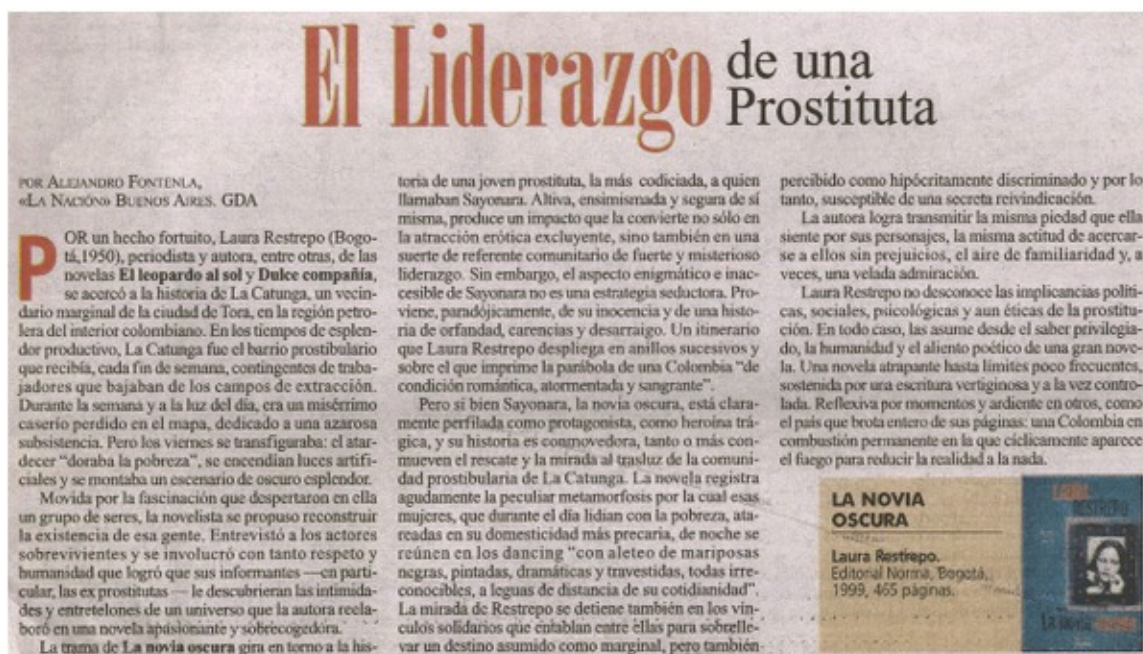 El Liderazgo de una
Prostituta
POR ALEJANDRO FONTENLA,
«LA NACIÓN» BUENOS AIRES. GDA
POR un hecho fortuito, Laura Restrepo (Bogo-
tá,1950), periodista y autora, entre otras, de las
novelas El leopardo al sol y Dulce compañía,
se acercó a la historia de La Catunga, un vecin-
dario marginal de la ciudad de Tora, en la región petro-
lera del interior colombiano. En los tiempos de esplen-
dor productivo, La Catunga fue el barrio prostibulario
que recibía, cada fin de semana, contingentes de traba-
jadores que bajaban de los campos de extracción.
Durante la semana y a la luz del día, era un misérrimo
caserío perdido en el mapa, dedicado a una azarosa
subsistencia. Pero los viernes se transfiguraba: el atar-
decer "doraba la pobreza", se encendían luces artifi-
ciales y se montaba un escenario de oscuro esplendor.
Movida por la fascinación que despertaron en ella
un grupo de seres, la novelista se propuso reconstruir
la existencia de esa gente. Entrevistó a los actores
sobrevivientes y se involucró con tanto respeto y
humanidad que logró que sus informantes —en parti-
cular, las ex prostitutas— le descubrieran las intimida-
des y entretelones de un universo que la autora reela-
boró en una novela apasionante y sobrecogedora.
La trama de La novia oscura gira en torno a la his-
toria de una joven prostituta, la más codiciada, a quien
llamaban Sayonara. Altiva, ensimismada y segura de sí
misma, produce un impacto que la convierte no sólo en
la atracción erótica excluyente, sino también en una
suerte de referente comunitario de fuerte y misterioso
liderazgo. Sin embargo, el aspecto enigmático e inac-
cesible de Sayonara no es una estrategia seductora. Pro-
viene, paradójicamente, de su inocencia y de una histo-
ria de orfandad, carencias y desarraigo. Un itinerario
que Laura Restrepo despliega en anillos sucesivos y
sobre el que imprime la parábola de una Colombia "de
condición romántica, atormentada y sangrante".
Pero si bien Sayonara, la novia oscura, está clara-
mente perfilada como protagonista, como heroína trá-
gica, y su historia es conmovedora, tanto o más con-
mueven el rescate y la mirada al trasluz de la comuni-
dad prostibularia de La Catunga. La novela registra
agudamente la peculiar metamorfosis por la cual esas
mujeres, que durante el día lidian con la pobreza, ata-
readas en su domesticidad más precaria, de noche se
reúnen en los dancing "con aleteo de mariposas
negras, pintadas, dramáticas y travestidas, todas irre-
conocibles, a leguas de distancia de su cotidianidad".
La mirada de Restrepo se detiene también en los vín-
culos solidarios que entablan entre ellas para sobrelle-
var un destino asumido como marginal, pero también
percibido como hipócritamente discriminado y por lo
tanto, susceptible de una secreta reivindicación.
La autora logra transmitir la misma piedad que ella
siente por sus personajes, la misma actitud de acercar-
se a ellos sin prejuicios, el aire de familiaridad y, a
veces, una velada admiración.
Laura Restrepo no desconoce las implicancias políti-
cas, sociales, psicológicas y aun éticas de la prostitu-
ción. En todo caso, las asume desde el saber privilegia-
do, la humanidad y el aliento poético de una gran nove-
la. Una novela atrapante hasta límites poco frecuentes,
sostenida por una escritura vertiginosa y a la vez contro-
lada. Reflexiva por momentos y ardiente en otros, como
el país que brota entero de sus páginas: una Colombia en
combustión permanente en la que cíclicamente aparece
el fuego para reducir la realidad a la nada.
LA NOVIA
OSCURA
Laura Restrepo.
Editorial Norma, Bogotá,
1999, 465 páginas.
LAURA
RESTREPO
La novia oscura